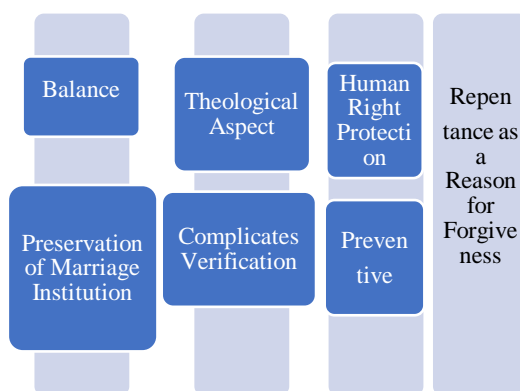 Balance
Preservation
of Marriage
Institution
Theological
Aspect
Complicates
Verification
Human
Right
Protecti
on
Preven
tive
Repen
tance as
a
Reason
for
Forgive
ness